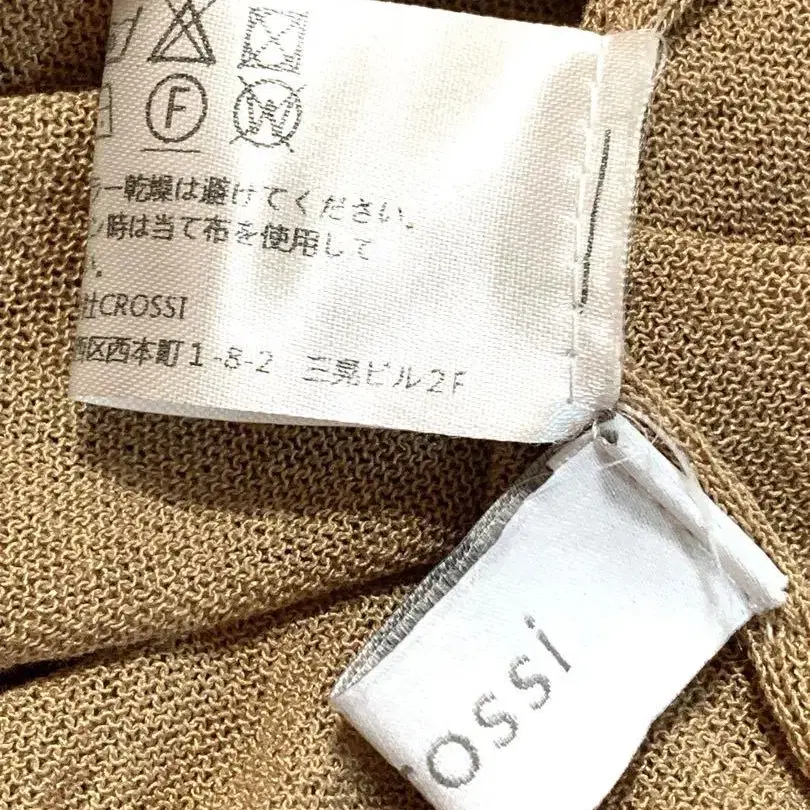 F
W
ー乾燥は避けてください。
ン時は当て布を使用して
い。
社CROSSI
西区西本町1-8-2 三晃ビル2F
ossi